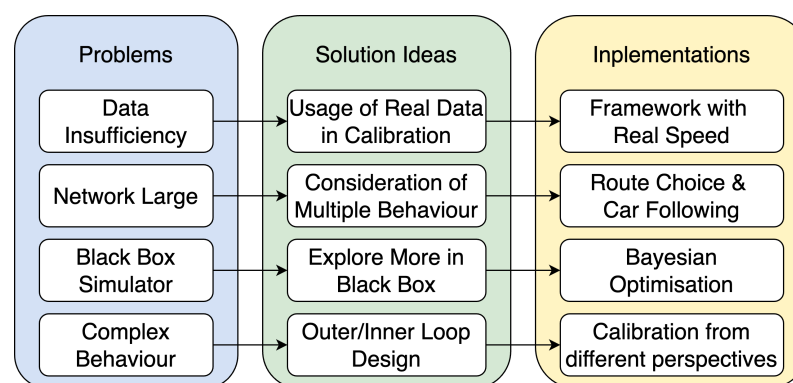 Problems
Solution Ideas
Inplementations
Data
Insufficiency
Usage of Real Data
in Calibration
Framework with
Real Speed
Network Large
Consideration of
Multiple Behaviour
Route Choice &
Car Following
Black Box
Simulator
Explore More in
Black Box
Bayesian
Optimisation
Complex
Behaviour
Outer/Inner Loop
Design
Calibration from
different perspectives